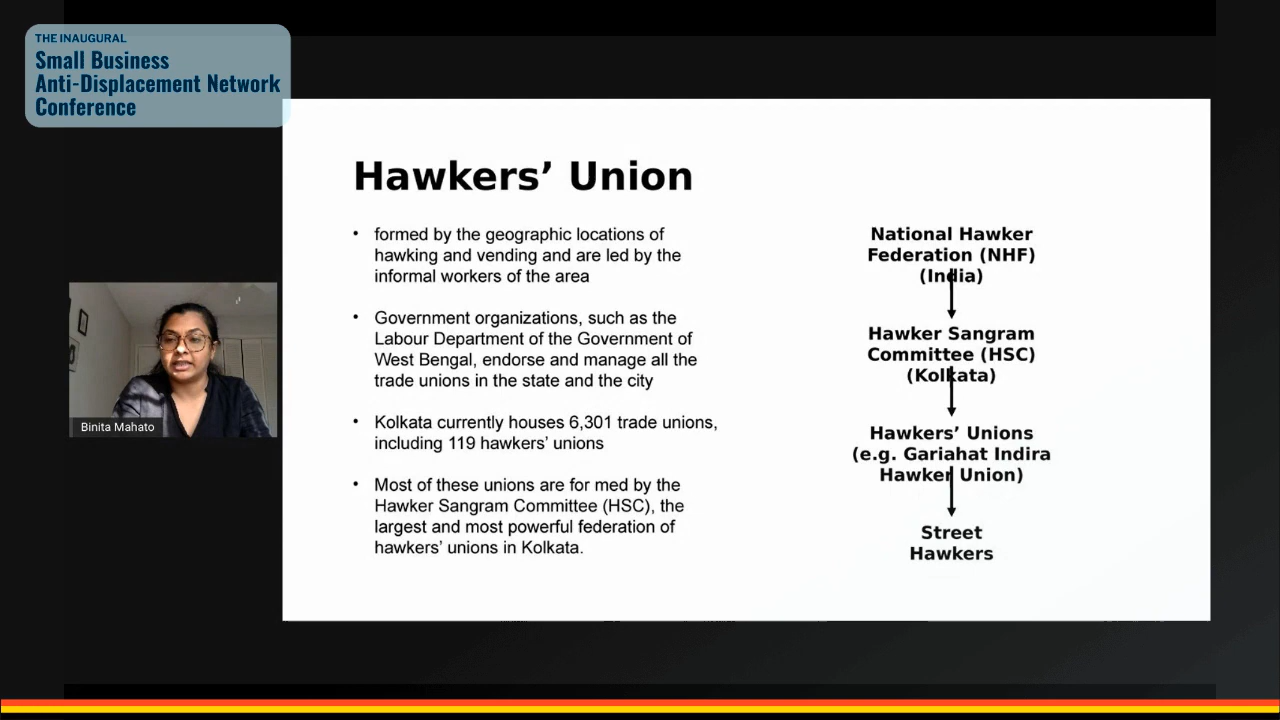 THE INAUGURAL
Small Business
Anti-Displacement Network
Conference
Hawkers’ Union
• formed by the geographic locations of
hawking and vending and are led by the
informal workers of the area
• Government organizations, such as the
Labour Department of the Government of
West Bengal, endorse and manage all the
trade unions in the state and the city
• Kolkata currently houses 6,301 trade unions,
including 119 hawkers’ unions
• Most of these unions are for med by the
Hawker Sangram Committee (HSC), the
largest and most powerful federation of
hawkers’ unions in Kolkata.
National Hawker
Federation (NHF)
(India)
Hawker Sangram
Committee (HSC)
(Kolkata)
Hawkers’ Unions
(e.g. Gariahat Indira
Hawker Union)
Street
Hawkers
Binita Mahato